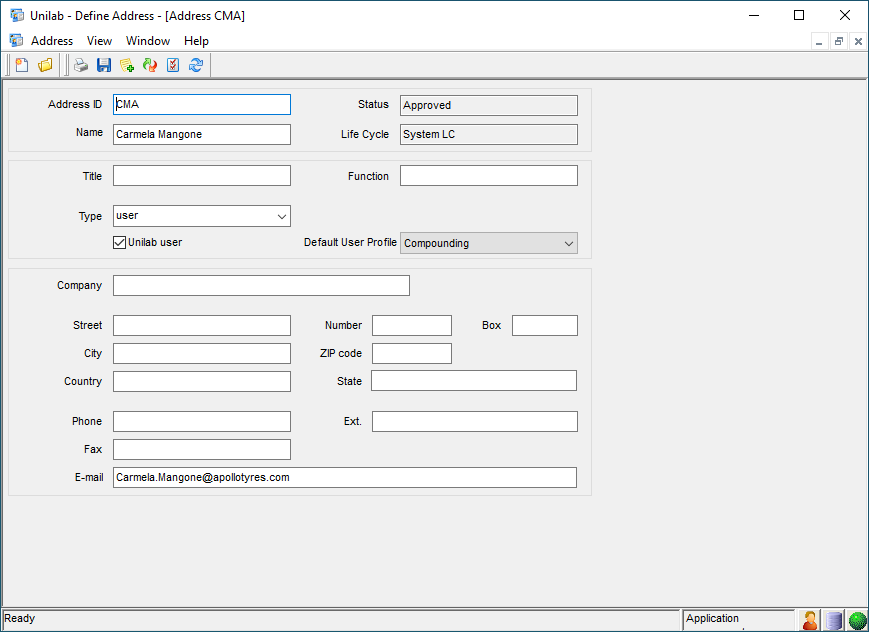 Unilab - Define Address - [Address CMA]
Address View Window Help
Address ID CMA Status Approved
Name Carmela Mangone Life Cycle System LC
Title Function
Type user
Unilab user Default User Profile Compounding
Company
Street Number Box
City ZIP code
Country State
Phone Ext.
Fax
E-mail Carmela.Mangone@apollotyres.com
Ready Application